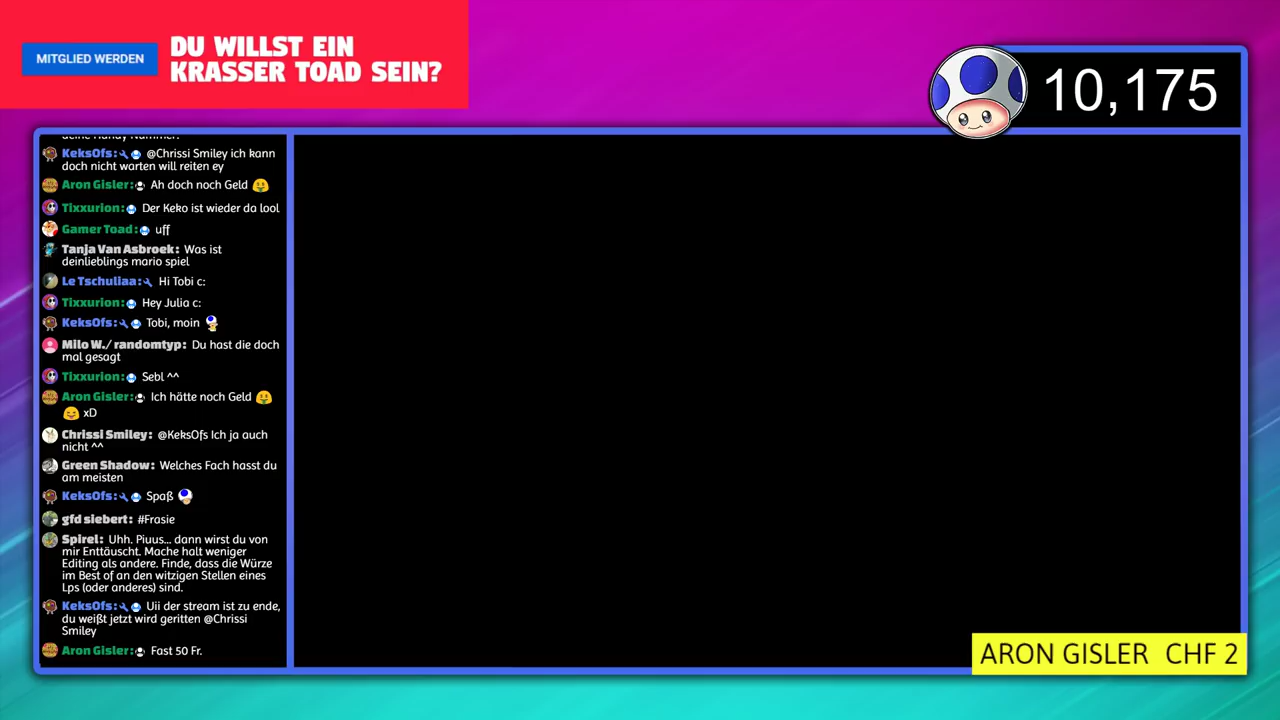 MITGLIED WERDEN
DU WILLST EIN
KRASSER TOAD SEIN?
10,175
deine Handy Nummer.
KeksOfs: @Chrissi Smiley ich kann
doch nicht warten will reiten ey
Aron Gisler: Ah doch noch Geld
Tixxurion: Der Keko ist wieder da lool
Gamer Toad: uff
Tanja Van Asbroek: Was ist
deinlieblings mario spiel
Le Tschuliaa: Hi Tobi c:
Tixxurion: Hey Julia c:
KeksOfs: Tobi, moin
Milo W./ randomtyp: Du hast die doch
mal gesagt
Tixxurion: Sebl ^^
Aron Gisler: Ich hätte noch Geld
xD
Chrissi Smiley: @KeksOfs Ich ja auch
nicht ^^
Green Shadow: Welches Fach hasst du
am meisten
KeksOfs: Spaß
gfd siebert: #Frasie
Spirel: Uhh. Piuus... dann wirst du von
mir Enttäuscht. Mache halt weniger
Editing als andere. Finde, dass die Würze
im Best of an den witzigen Stellen eines
Lps (oder anderes) sind.
KeksOfs: Uii der stream ist zu ende,
du weißt jetzt wird geritten @Chrissi
Smiley
Aron Gisler: Fast 50 Fr.
ARON GISLER CHF 2